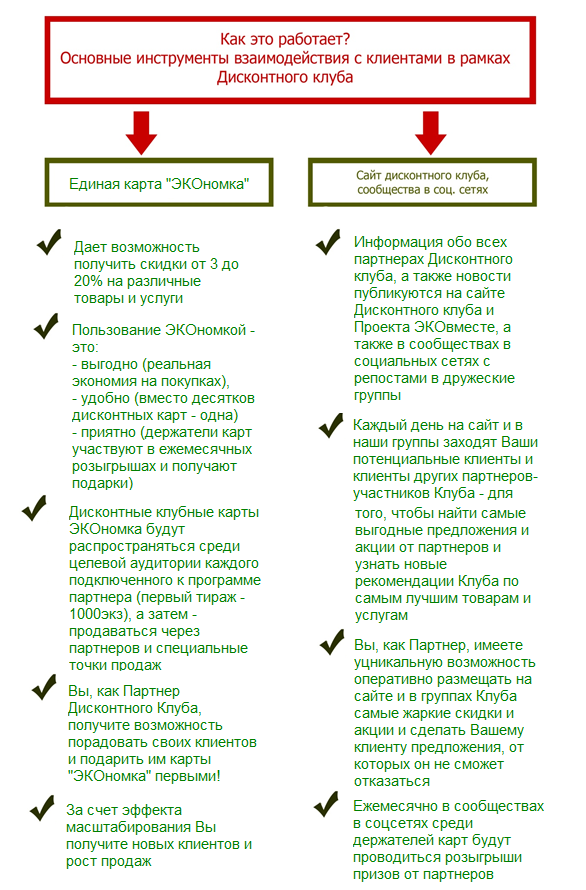 Как это работает?
Основные инструменты взаимодействия с клиентами в рамках
Дисконтного клуба
Единая карта "ЭКОномка"
Дает возможность
получить скидки от 3 до
20% на различные
товары и услуги
Пользование ЭКОномкой -
это:
- выгодно (реальная
экономия на покупках),
- удобно (вместо десятков
дисконтных карт - одна)
- приятно (держатели карт
участвуют в ежемесячных
розыгрышах и получают
подарки)
Дисконтные клубные карты
ЭКОномка будут
распространяться среди
целевой аудитории каждого
подключенного к программе
партнера (первый тираж -
1000экз), а затем -
продаваться через
партнеров и специальные
точки продаж
Вы, как Партнер
Дисконтного Клуба,
получите возможность
порадовать своих клиентов
и подарить им карты
"ЭКОномка" первыми!
За счет эффекта
масштабирования Вы
получите новых клиентов и
рост продаж
Сайт дисконтного клуба,
сообщества в соц. сетях
Информация обо всех
партнерах Дисконтного
клуба, а также новости
публикуются на сайте
Дисконтного клуба и
Проекта ЭКОвместе, а
также в сообществах в
социальных сетях с
репостами в дружеские
группы
Каждый день на сайт и в
наши группы заходят Ваши
потенциальные клиенты и
клиенты других партнеров-
участников Клуба - для
того, чтобы найти самые
выгодные предложения и
акции от партнеров и
узнать новые
рекомендации Клуба по
самым лучшим товарам и
услугам
Вы, как Партнер, имеете
уцникальную возможность
оперативно размещать на
сайте и в группах Клуба
самые жаркие скидки и
акции и сделать Вашему
клиенту предложения, от
которых он не сможет
отказаться
Ежемесячно в сообществах
в соцсетях среди
держателей карт будут
проводиться розыгрыши
призов от партнеров